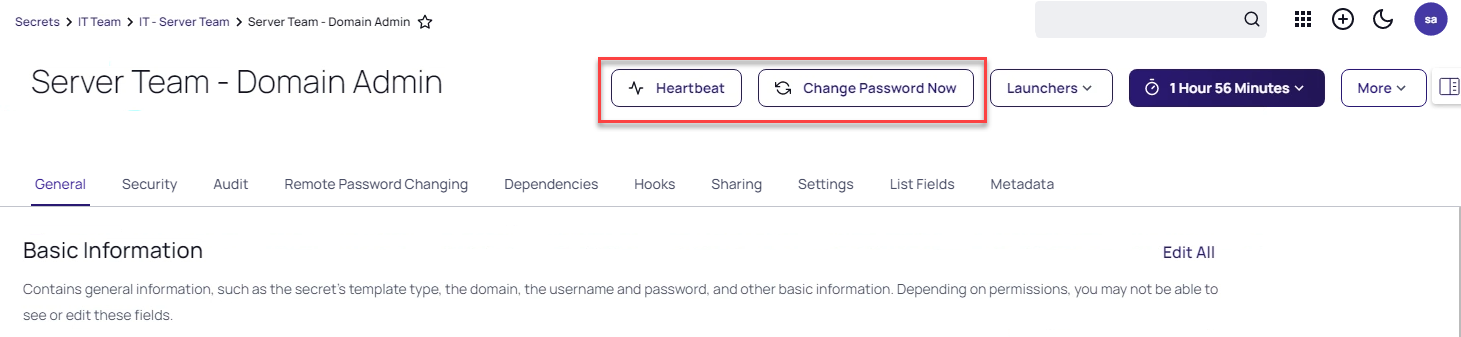 Secrets > IT Team > IT - Server Team > Server Team - Domain Admin
sa
Server Team - Domain Admin
Heartbeat
Change Password Now
Launchers
1 Hour 56 Minutes
More
General
Security
Audit
Remote Password Changing
Dependencies
Hooks
Sharing
Settings
List Fields
Metadata
Basic Information
Edit All
Contains general information, such as the secret's template type, the domain, the username and password, and other basic information. Depending on permissions, you may not be able to
see or edit these fields.